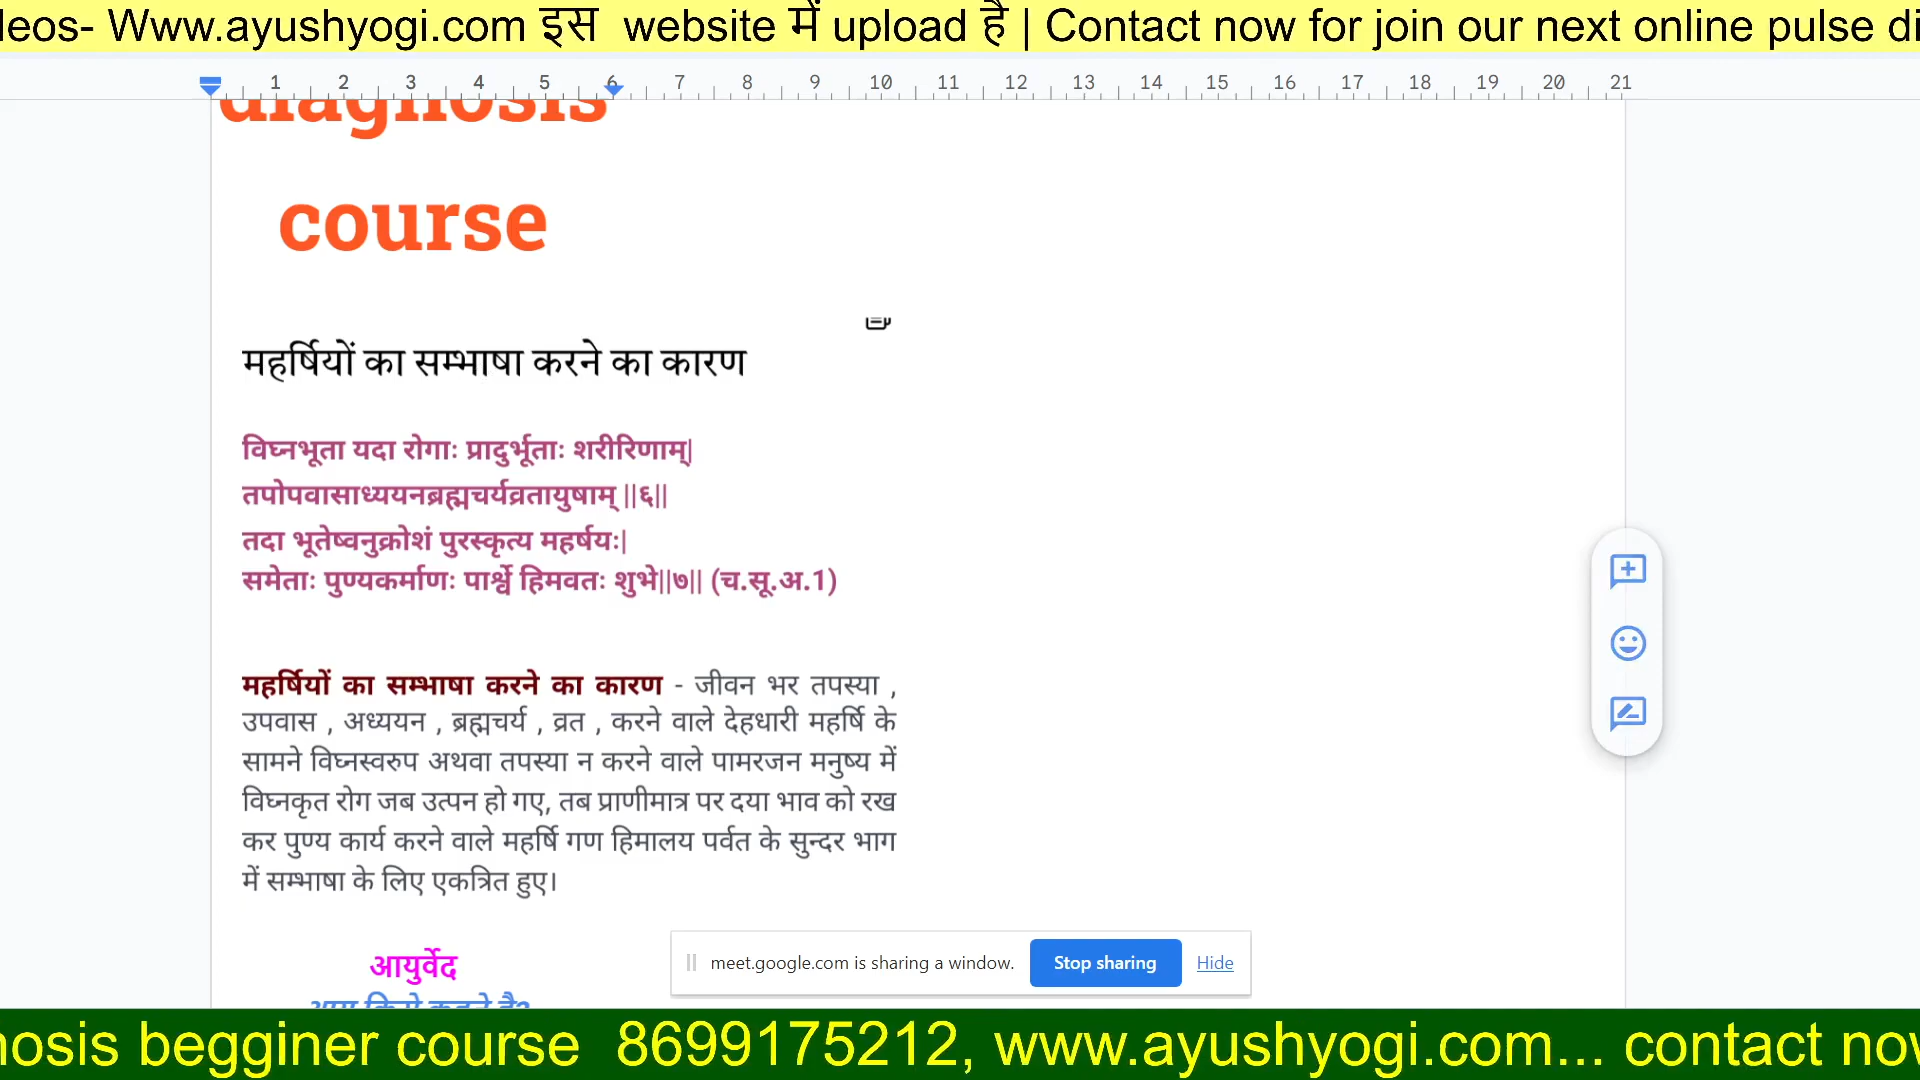 leos- Www.ayushyogi.com इस website में upload है | Contact now for join our next online pulse di
1 2 3 4 5 6 7 8 9 10 11 12 13 14 15 16 17 18 19 20 21
diagnosis
course
महर्षियों का सम्भाषा करने का कारण
विघ्नभूता यदा रोगाः प्रादुर्भूताः शरीरिणाम्|
तपोपवासाध्ययनब्रह्मचर्यव्रतायुषाम् ||६||
तदा भूतेष्वनुक्रोशं पुरस्कृत्य महर्षयः|
समेताः पुण्यकर्माणः पार्श्वे हिमवतः शुभे||७|| (च.सू.अ.1)
महर्षियों का सम्भाषा करने का कारण - जीवन भर तपस्या ,
उपवास , अध्ययन , ब्रह्मचर्य , व्रत , करने वाले देहधारी महर्षि के
सामने विघ्नस्वरुप अथवा तपस्या न करने वाले पामरजन मनुष्य में
विघ्नकृत रोग जब उत्पन हो गए, तब प्राणीमात्र पर दया भाव को रख
कर पुण्य कार्य करने वाले महर्षि गण हिमालय पर्वत के सुन्दर भाग
में सम्भाषा के लिए एकत्रित हुए।
आयुर्वेद
meet.google.com is sharing a window. Stop sharing Hide
nosis begginer course 8699175212, www.ayushyogi.com... contact now